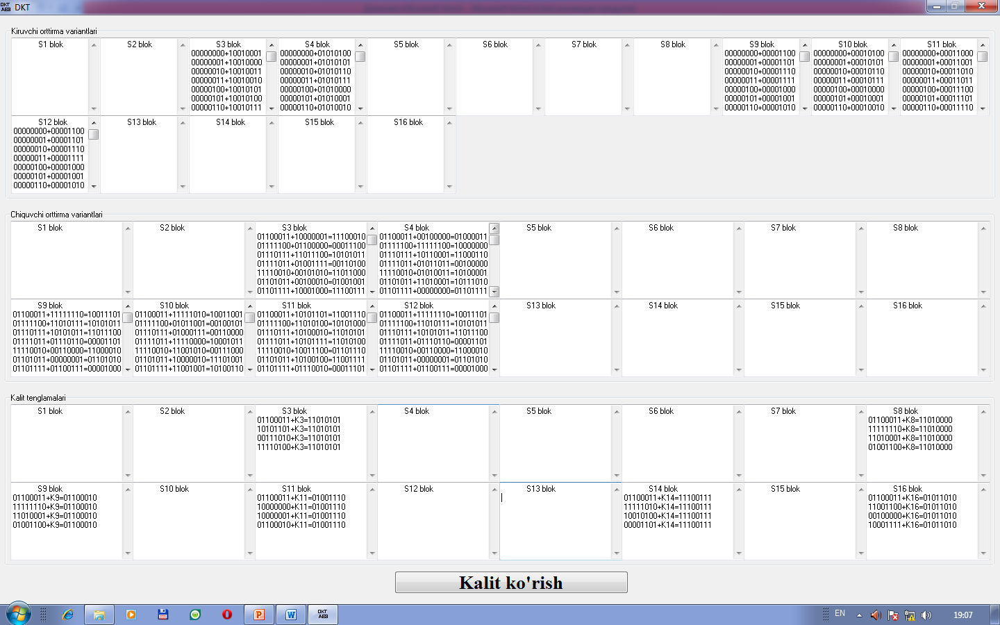 DKT
AES DKT
Kiruvchi orttirma variantlari
S1 blok
S2 blok
S3 blok
00000000+10010001
00000001+10010000
00000010+10010011
00000011+10010010
00000100+10010101
00000101+10010100
00000110+10010111
S4 blok
00000000+01010100
00000001+01010101
00000010+01010110
00000011+01010111
00000100+01010000
00000101+01010001
00000110+01010010
S5 blok
S6 blok
S7 blok
S8 blok
S9 blok
00000000+00001100
00000001+00001101
00000010+00001110
00000011+00001111
00000100+00001000
00000101+00001001
00000110+00001010
S10 blok
00000000+00010100
00000001+00010101
00000010+00010110
00000011+00010111
00000100+00010000
00000101+00010001
00000110+00010010
S11 blok
00000000+00011000
00000001+00011001
00000010+00011010
00000011+00011011
00000100+00011100
00000101+00011101
00000110+00011110
S12 blok
00000000+00001100
00000001+00001101
00000010+00001110
00000011+00001111
00000100+00001000
00000101+00001001
00000110+00001010
S13 blok
S14 blok
S15 blok
S16 blok
Chiquvchi orttirma variantlari
S1 blok
S2 blok
S3 blok
01100011+10000001=11100010
01111100+01100000=00011100
01110111+11011100=10101011
01111011+01001111=00110100
11110010+00101010=11011000
01101011+00100010=01001001
01101111+10001000=11100111
S4 blok
01100011+00100000=01000011
01111100+11111100=10000000
01110111+10110001=11000110
01111011+01011011=00100000
11110010+01010011=10100001
01101011+11010001=10111010
01101111+00000000=01101111
S5 blok
S6 blok
S7 blok
S8 blok
S9 blok
01100011+11111110=10011101
01111100+11010111=10101011
01110111+10101011=11011100
01111011+01110110=00001101
11110010+00110000=11000010
01101011+00000001=01101010
01101111+01100111=00001000
S10 blok
01100011+11111010=10011001
01111100+01011001=00100101
01110111+01000111=00110000
01111011+11110000=10001011
11110010+11001010=00111000
01101011+10000010=11101001
01101111+11001001=10100110
S11 blok
01100011+10101101=11001110
01111100+11010100=10101000
01110111+10100010=11010101
01111011+10101111=11010100
11110010+10011100=01101110
01101011+10100100=11001111
01101111+01110010=00011101
S12 blok
01100011+11111110=10011101
01111100+11010111=10101011
01110111+10101011=11011100
01111011+01110110=00001101
11110010+00110000=11000010
01101011+00000001=01101010
01101111+01100111=00001000
S13 blok
S14 blok
S15 blok
S16 blok
Kalit tenglamalari
S1 blok
S2 blok
S3 blok
01100011+K3=11010101
10101101+K3=11010101
00111010+K3=11010101
11110100+K3=11010101
S4 blok
S5 blok
S6 blok
S7 blok
S8 blok
01100011+K8=11010000
11111110+K8=11010000
11010001+K8=11010000
01001100+K8=11010000
S9 blok
01100011+K9=01100010
11111110+K9=01100010
11010001+K9=01100010
01001100+K9=01100010
S10 blok
S11 blok
01100011+K11=01001110
10000000+K11=01001110
10000001+K11=01001110
01100010+K11=01001110
S12 blok
S13 blok
S14 blok
01100011+K14=11100111
11111010+K14=11100111
10010100+K14=11100111
00001101+K14=11100111
S15 blok
S16 blok
01100011+K16=01011010
11001100+K16=01011010
00100000+K16=01011010
10001111+K16=01011010
Kalit ko'rish
DKT
AES
EN
19:07